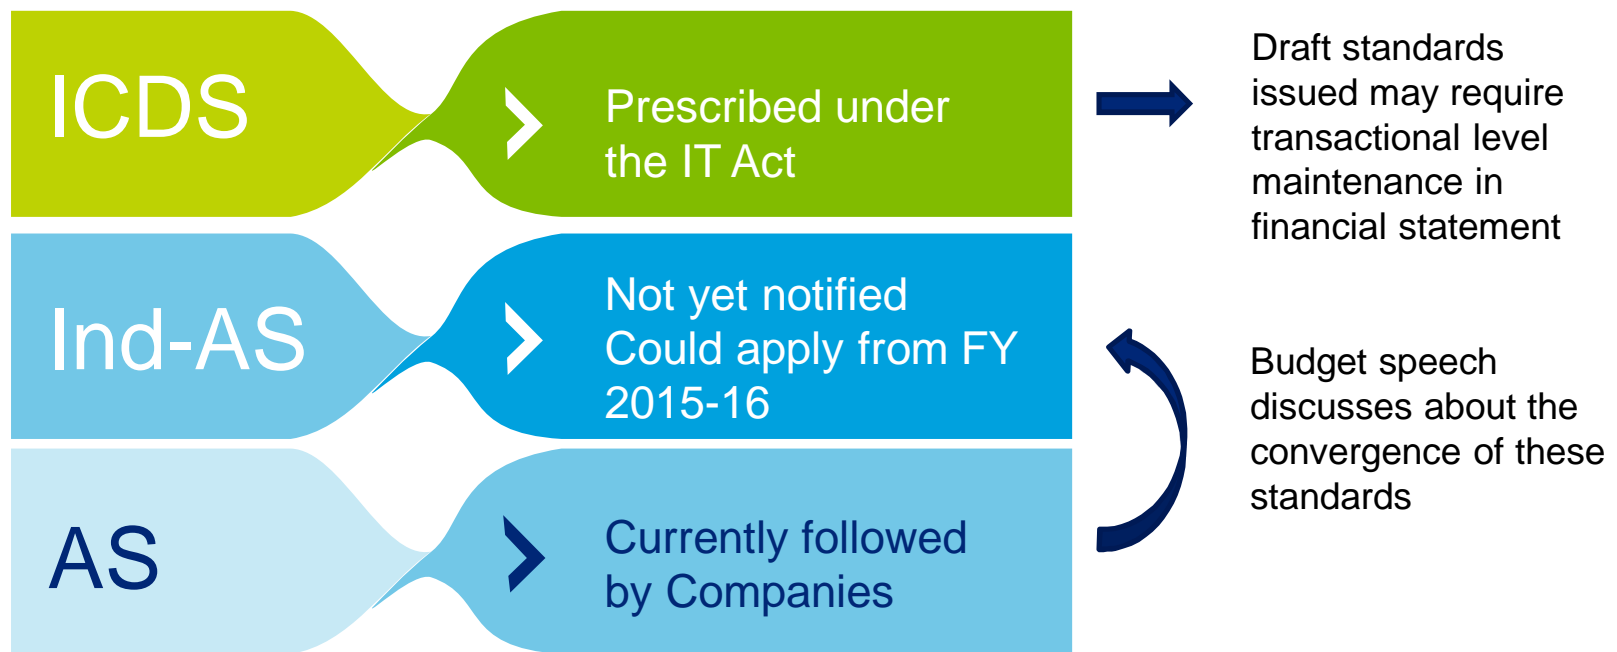 ICDS
Prescribed under
the IT Act
Draft standards
issued may require
transactional level
maintenance in
financial statement
Ind-AS
Not yet notified
Could apply from FY
2015-16
Budget speech
discusses about the
convergence of these
standards
AS
Currently followed
by Companies